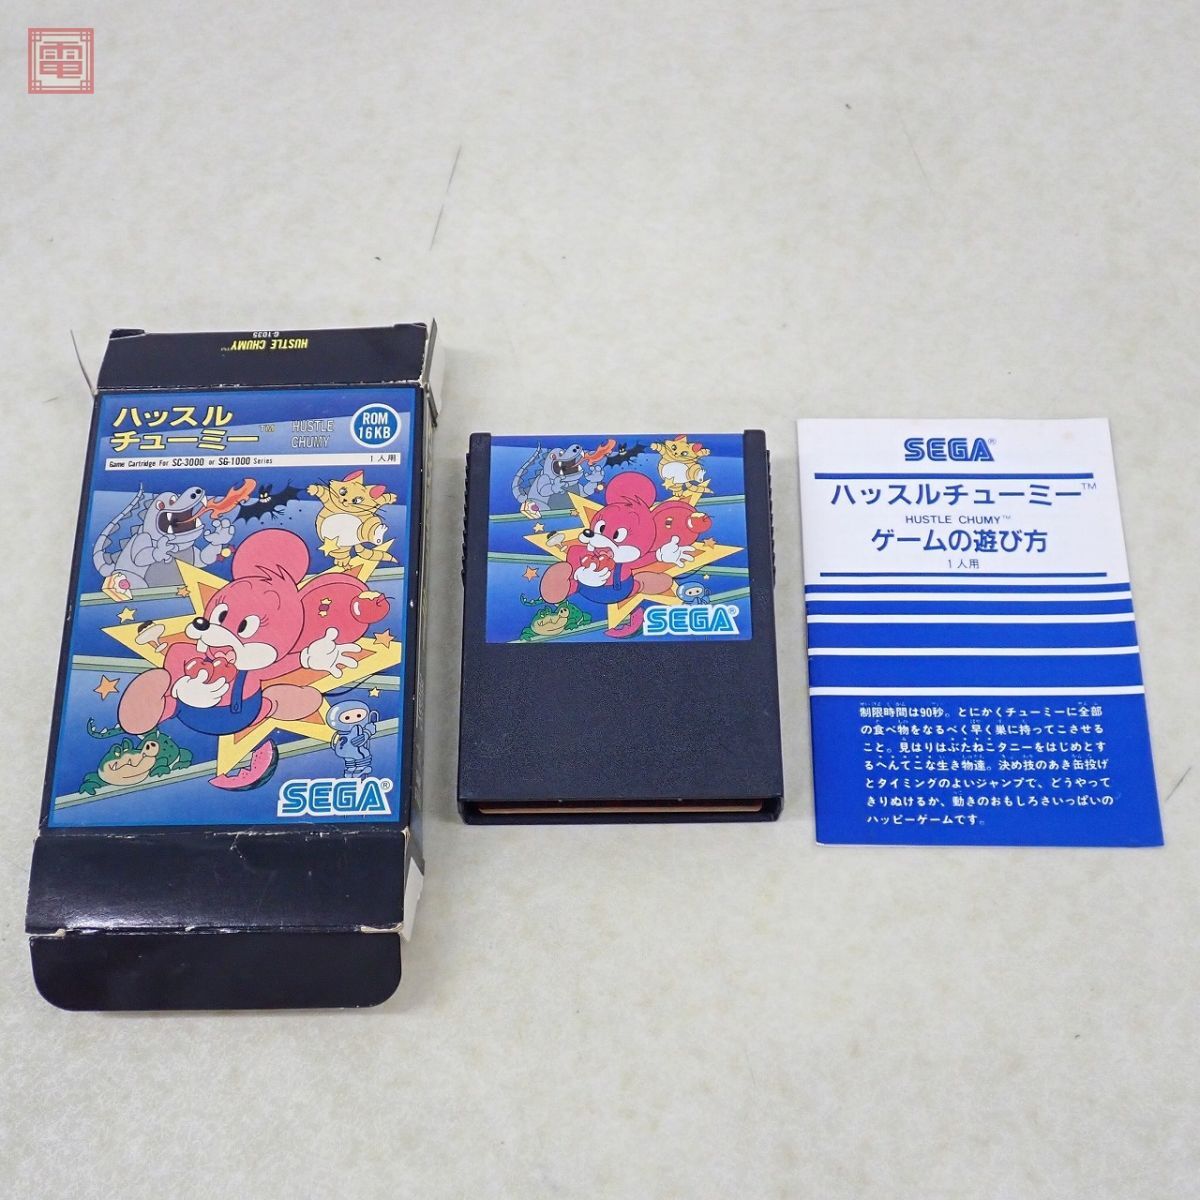 電
HUSTLE CHUMY™
G-1035
ハッスル
チューミー™
HUSTLE
CHUMY
ROM
16KB
Game Cartridge For SC-3000 or SG-1000 Series
1人用
SEGA®
SEGA®
SEGA®
ハッスルチューミー™
HUSTLE CHUMY™
ゲームの遊び方
1人用
制限時間は90秒。とにかくチューミーに全部
の食べ物をなるべく早く巣に持ってこさせる
こと。見はりはぶたねこタニーをはじめとす
るへんてこな生き物達。決め技のあき缶投げ
とタイミングのよいジャンプで、どうやって
きりぬけるか、動きのおもしろさいっぱいの
ハッピーゲームです。